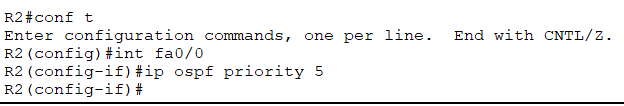 R2#conf t
Enter configuration commands, one per line.  End with CNTL/Z.
R2(config)#int fa0/0
R2(config-if)#ip ospf priority 5
R2(config-if)#